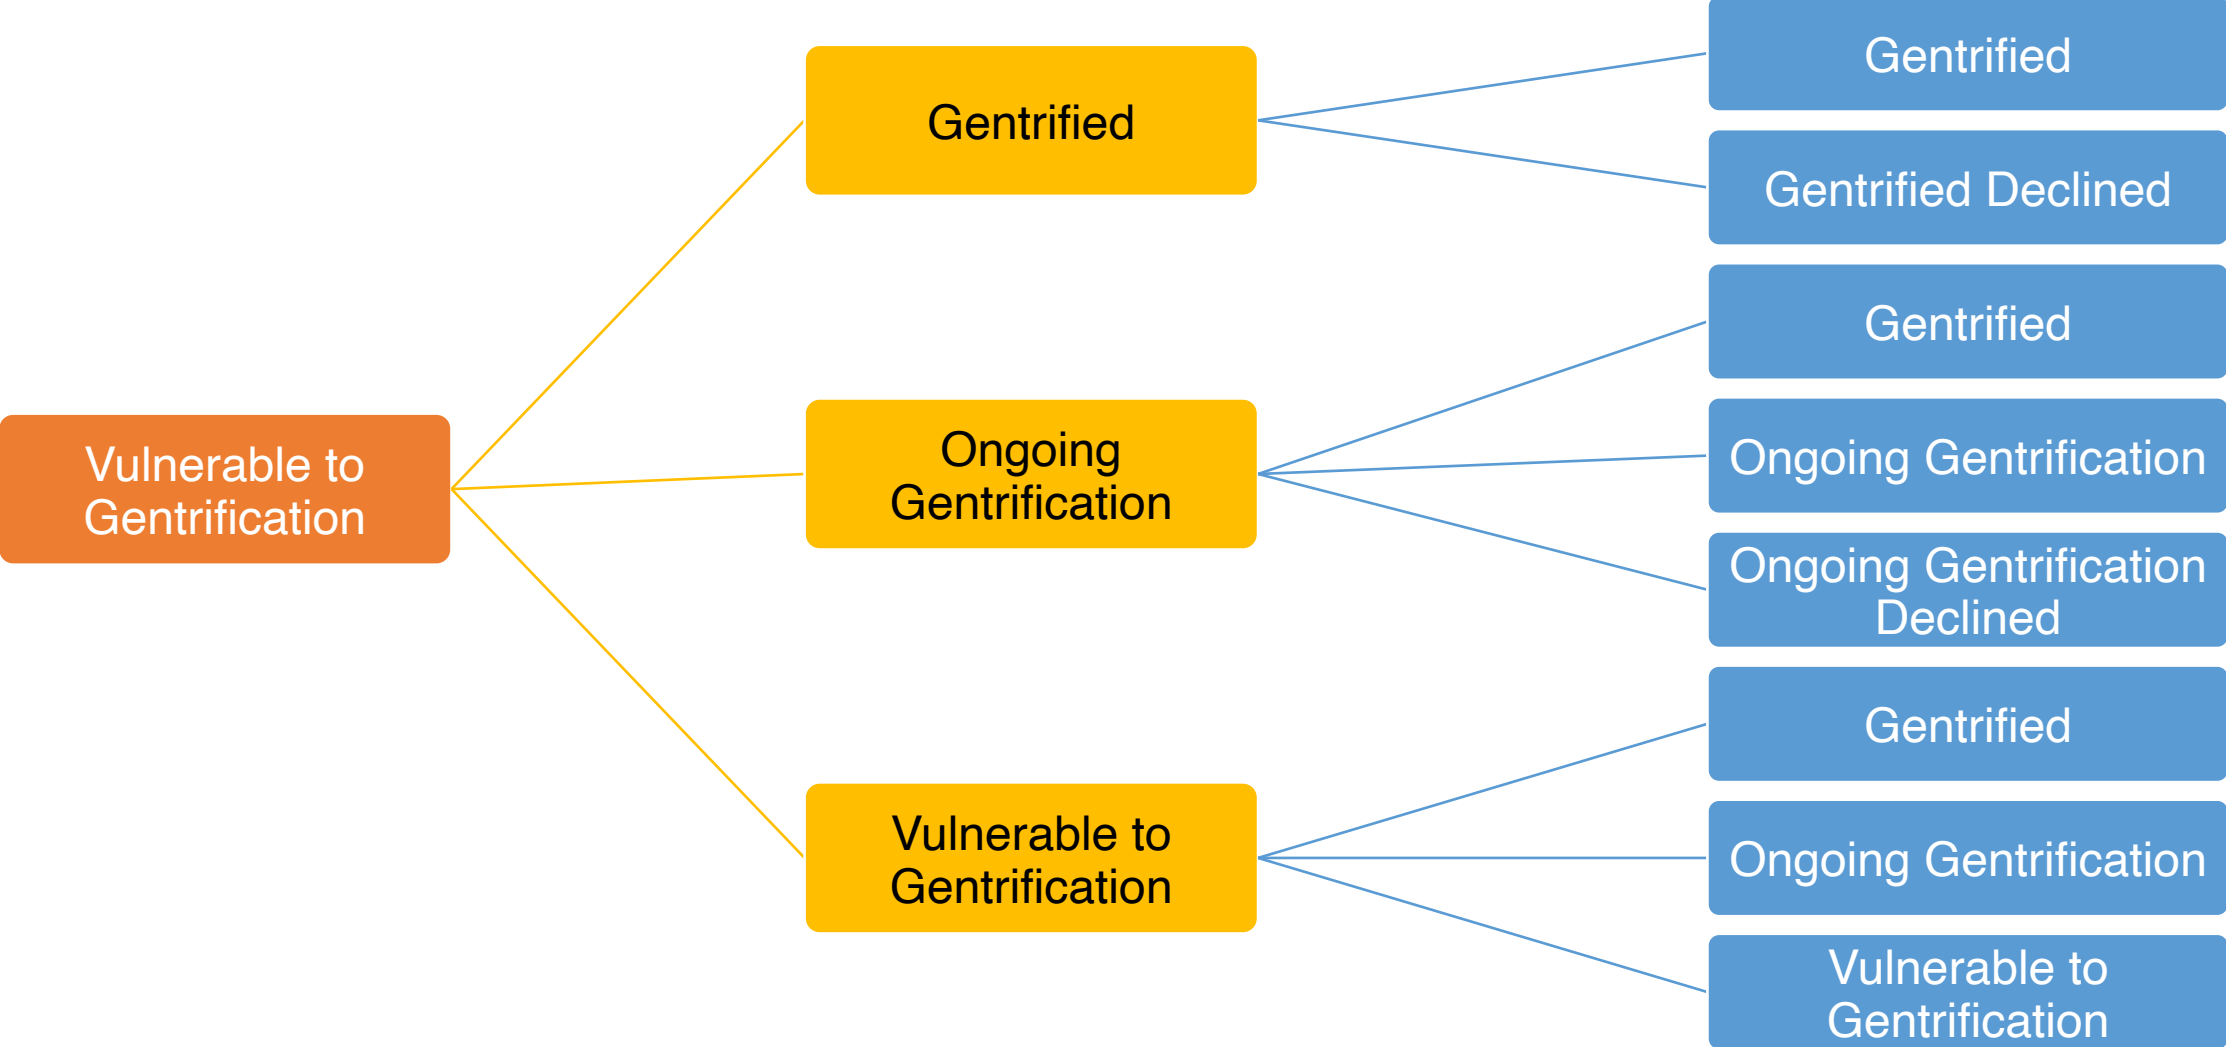 Vulnerable to
Gentrification
Gentrified
Ongoing
Gentrification
Vulnerable to
Gentrification
Gentrified
Gentrified Declined
Gentrified
Ongoing Gentrification
Ongoing Gentrification
Declined
Gentrified
Ongoing Gentrification
Vulnerable to
Gentrification